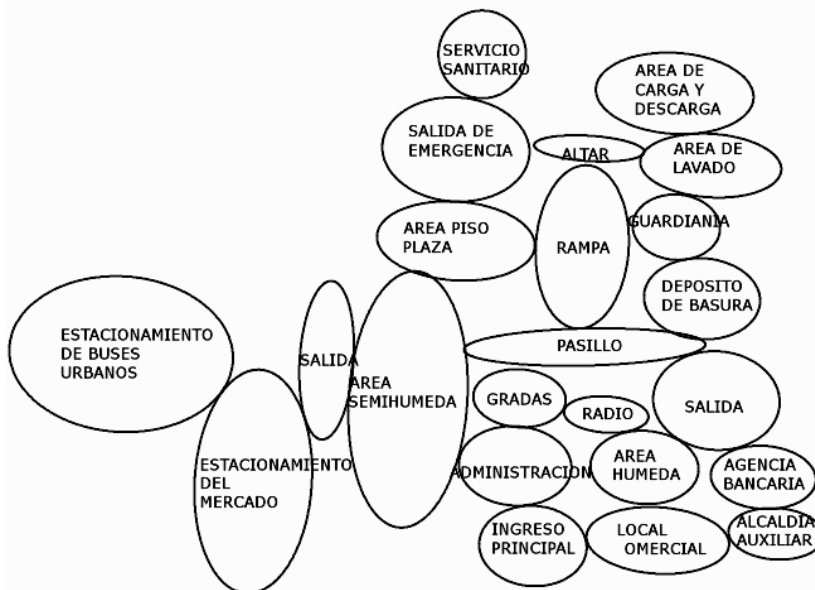 SERVICIO
SANITARIO
AREA DE
CARGA Y
DESCARGA
SALIDA DE
EMERGENCIA
ALTAR
AREA DE
LAVADO
AREA PISO
PLAZA
RAMPA
GUARDIANIA
DEPOSITO
DE BASURA
ESTACIONAMIENTO
DE BUSES
URBANOS
SALIDA
AREA
SEMIHUMEDA
PASILLO
GRADAS
RADIO
SALIDA
ESTACIONAMIENTO
DEL
MERCADO
ADMINISTRACION
AREA
HUMEDA
AGENCIA
BANCARIA
INGRESO
PRINCIPAL
LOCAL
OMERCIAL
ALCALDIA
AUXILIAR